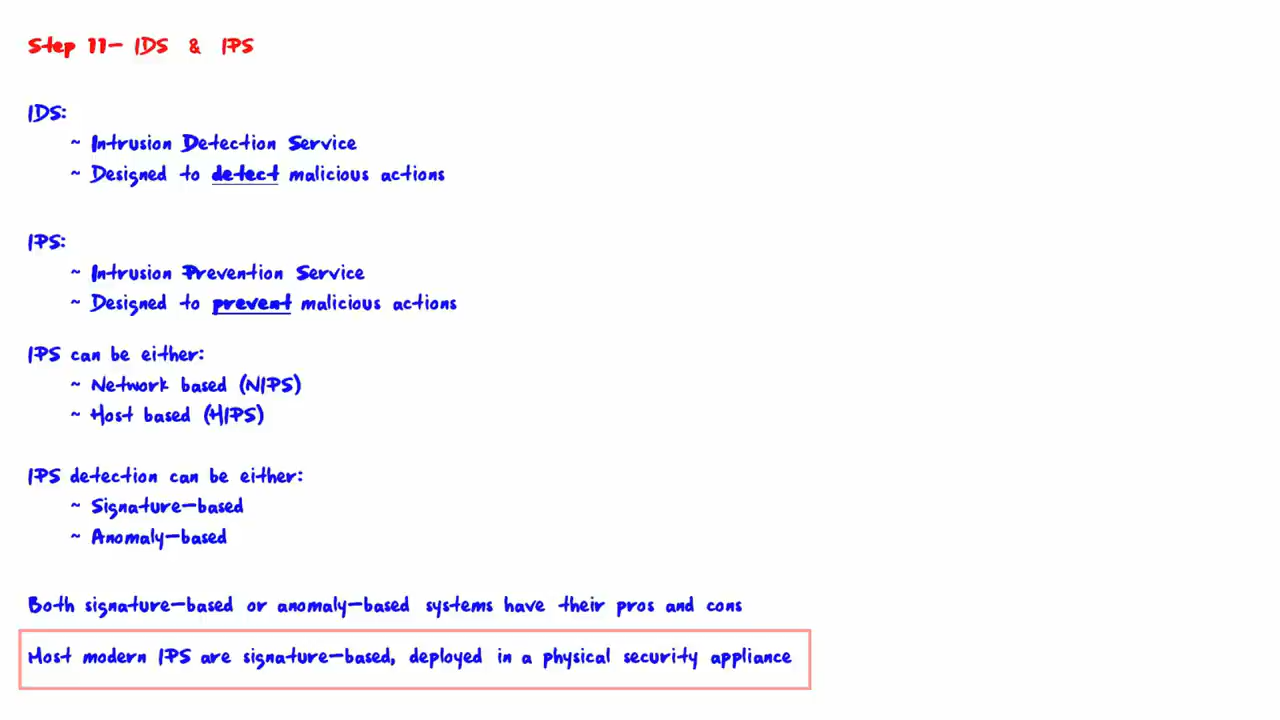 Step 11- IDS & IPS
IDS:
~ Intrusion Detection Service
~ Designed to detect malicious actions
IPS:
~ Intrusion Prevention Service
~ Designed to prevent malicious actions
IPS can be either:
~ Network based (NIPS)
~ Host based (HIPS)
IPS detection can be either:
~ Signature-based
~ Anomaly-based
Both signature-based or anomaly-based systems have their pros and cons
Most modern IPS are signature-based, deployed in a physical security appliance